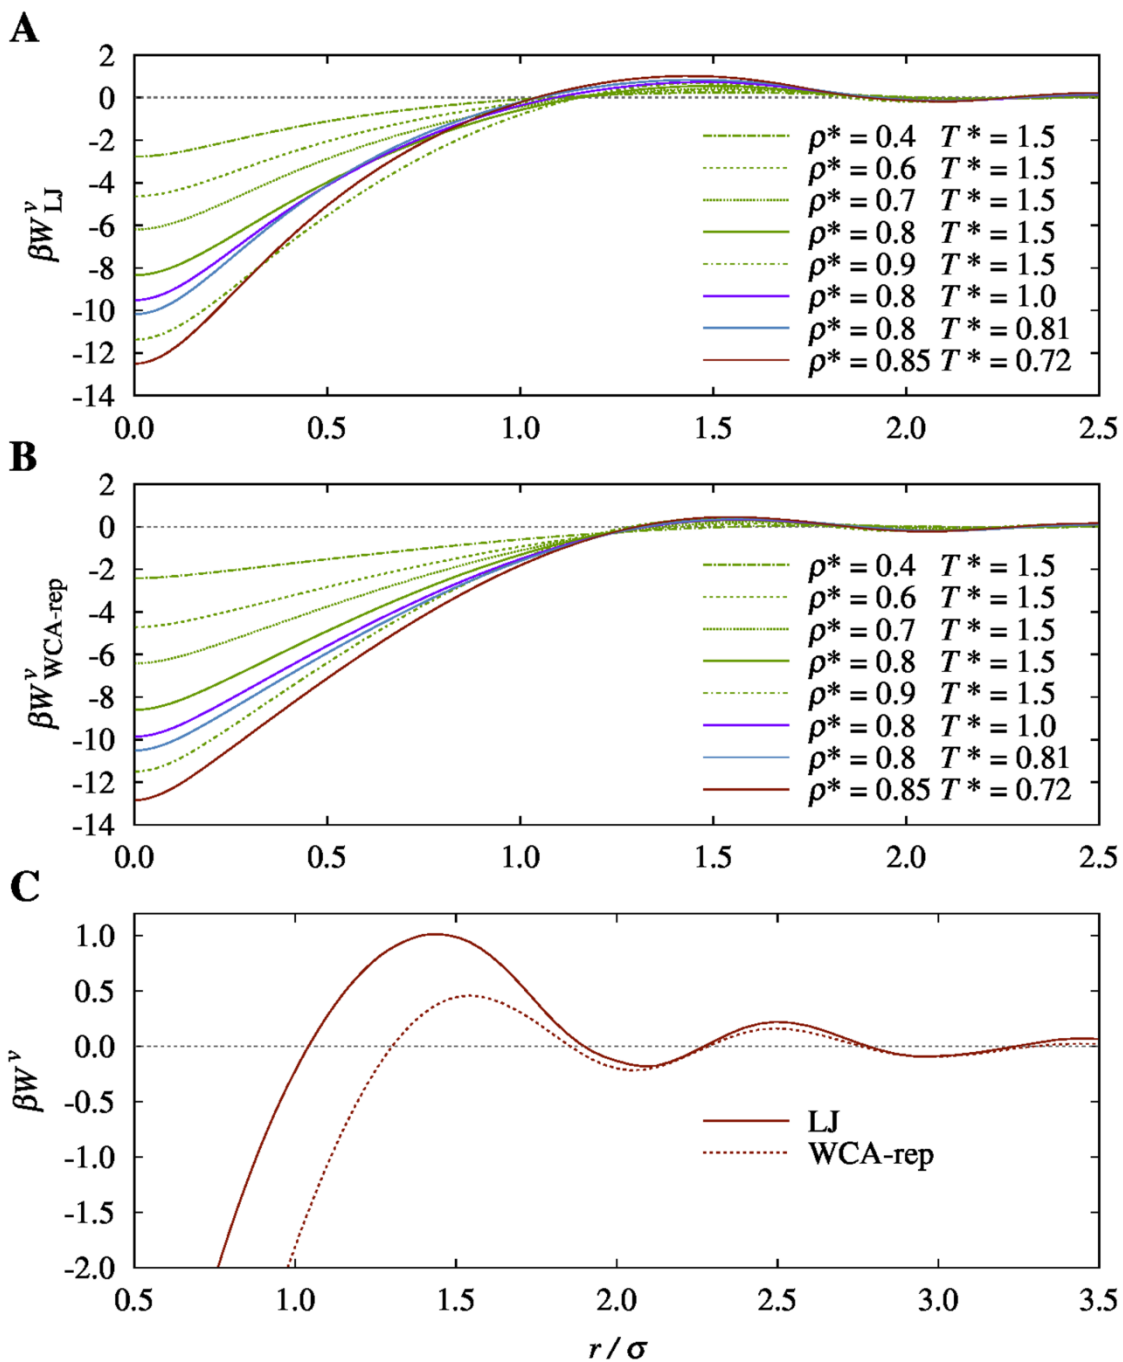 A
2
0
-2
-4
-6
-8
-10
-12
-14
βw^v_LJ
ρ* = 0.4 T* = 1.5
ρ* = 0.6 T* = 1.5
ρ* = 0.7 T* = 1.5
ρ* = 0.8 T* = 1.5
ρ* = 0.9 T* = 1.5
ρ* = 0.8 T* = 1.0
ρ* = 0.8 T* = 0.81
ρ* = 0.85 T* = 0.72
0.0 0.5 1.0 1.5 2.0 2.5
B
2
0
-2
-4
-6
-8
-10
-12
-14
βw^v_WCA-rep
ρ* = 0.4 T* = 1.5
ρ* = 0.6 T* = 1.5
ρ* = 0.7 T* = 1.5
ρ* = 0.8 T* = 1.5
ρ* = 0.9 T* = 1.5
ρ* = 0.8 T* = 1.0
ρ* = 0.8 T* = 0.81
ρ* = 0.85 T* = 0.72
0.0 0.5 1.0 1.5 2.0 2.5
C
1.0
0.5
0.0
-0.5
-1.0
-1.5
-2.0
βw^v
LJ
WCA-rep
0.5 1.0 1.5 2.0 2.5 3.0 3.5
r / σ